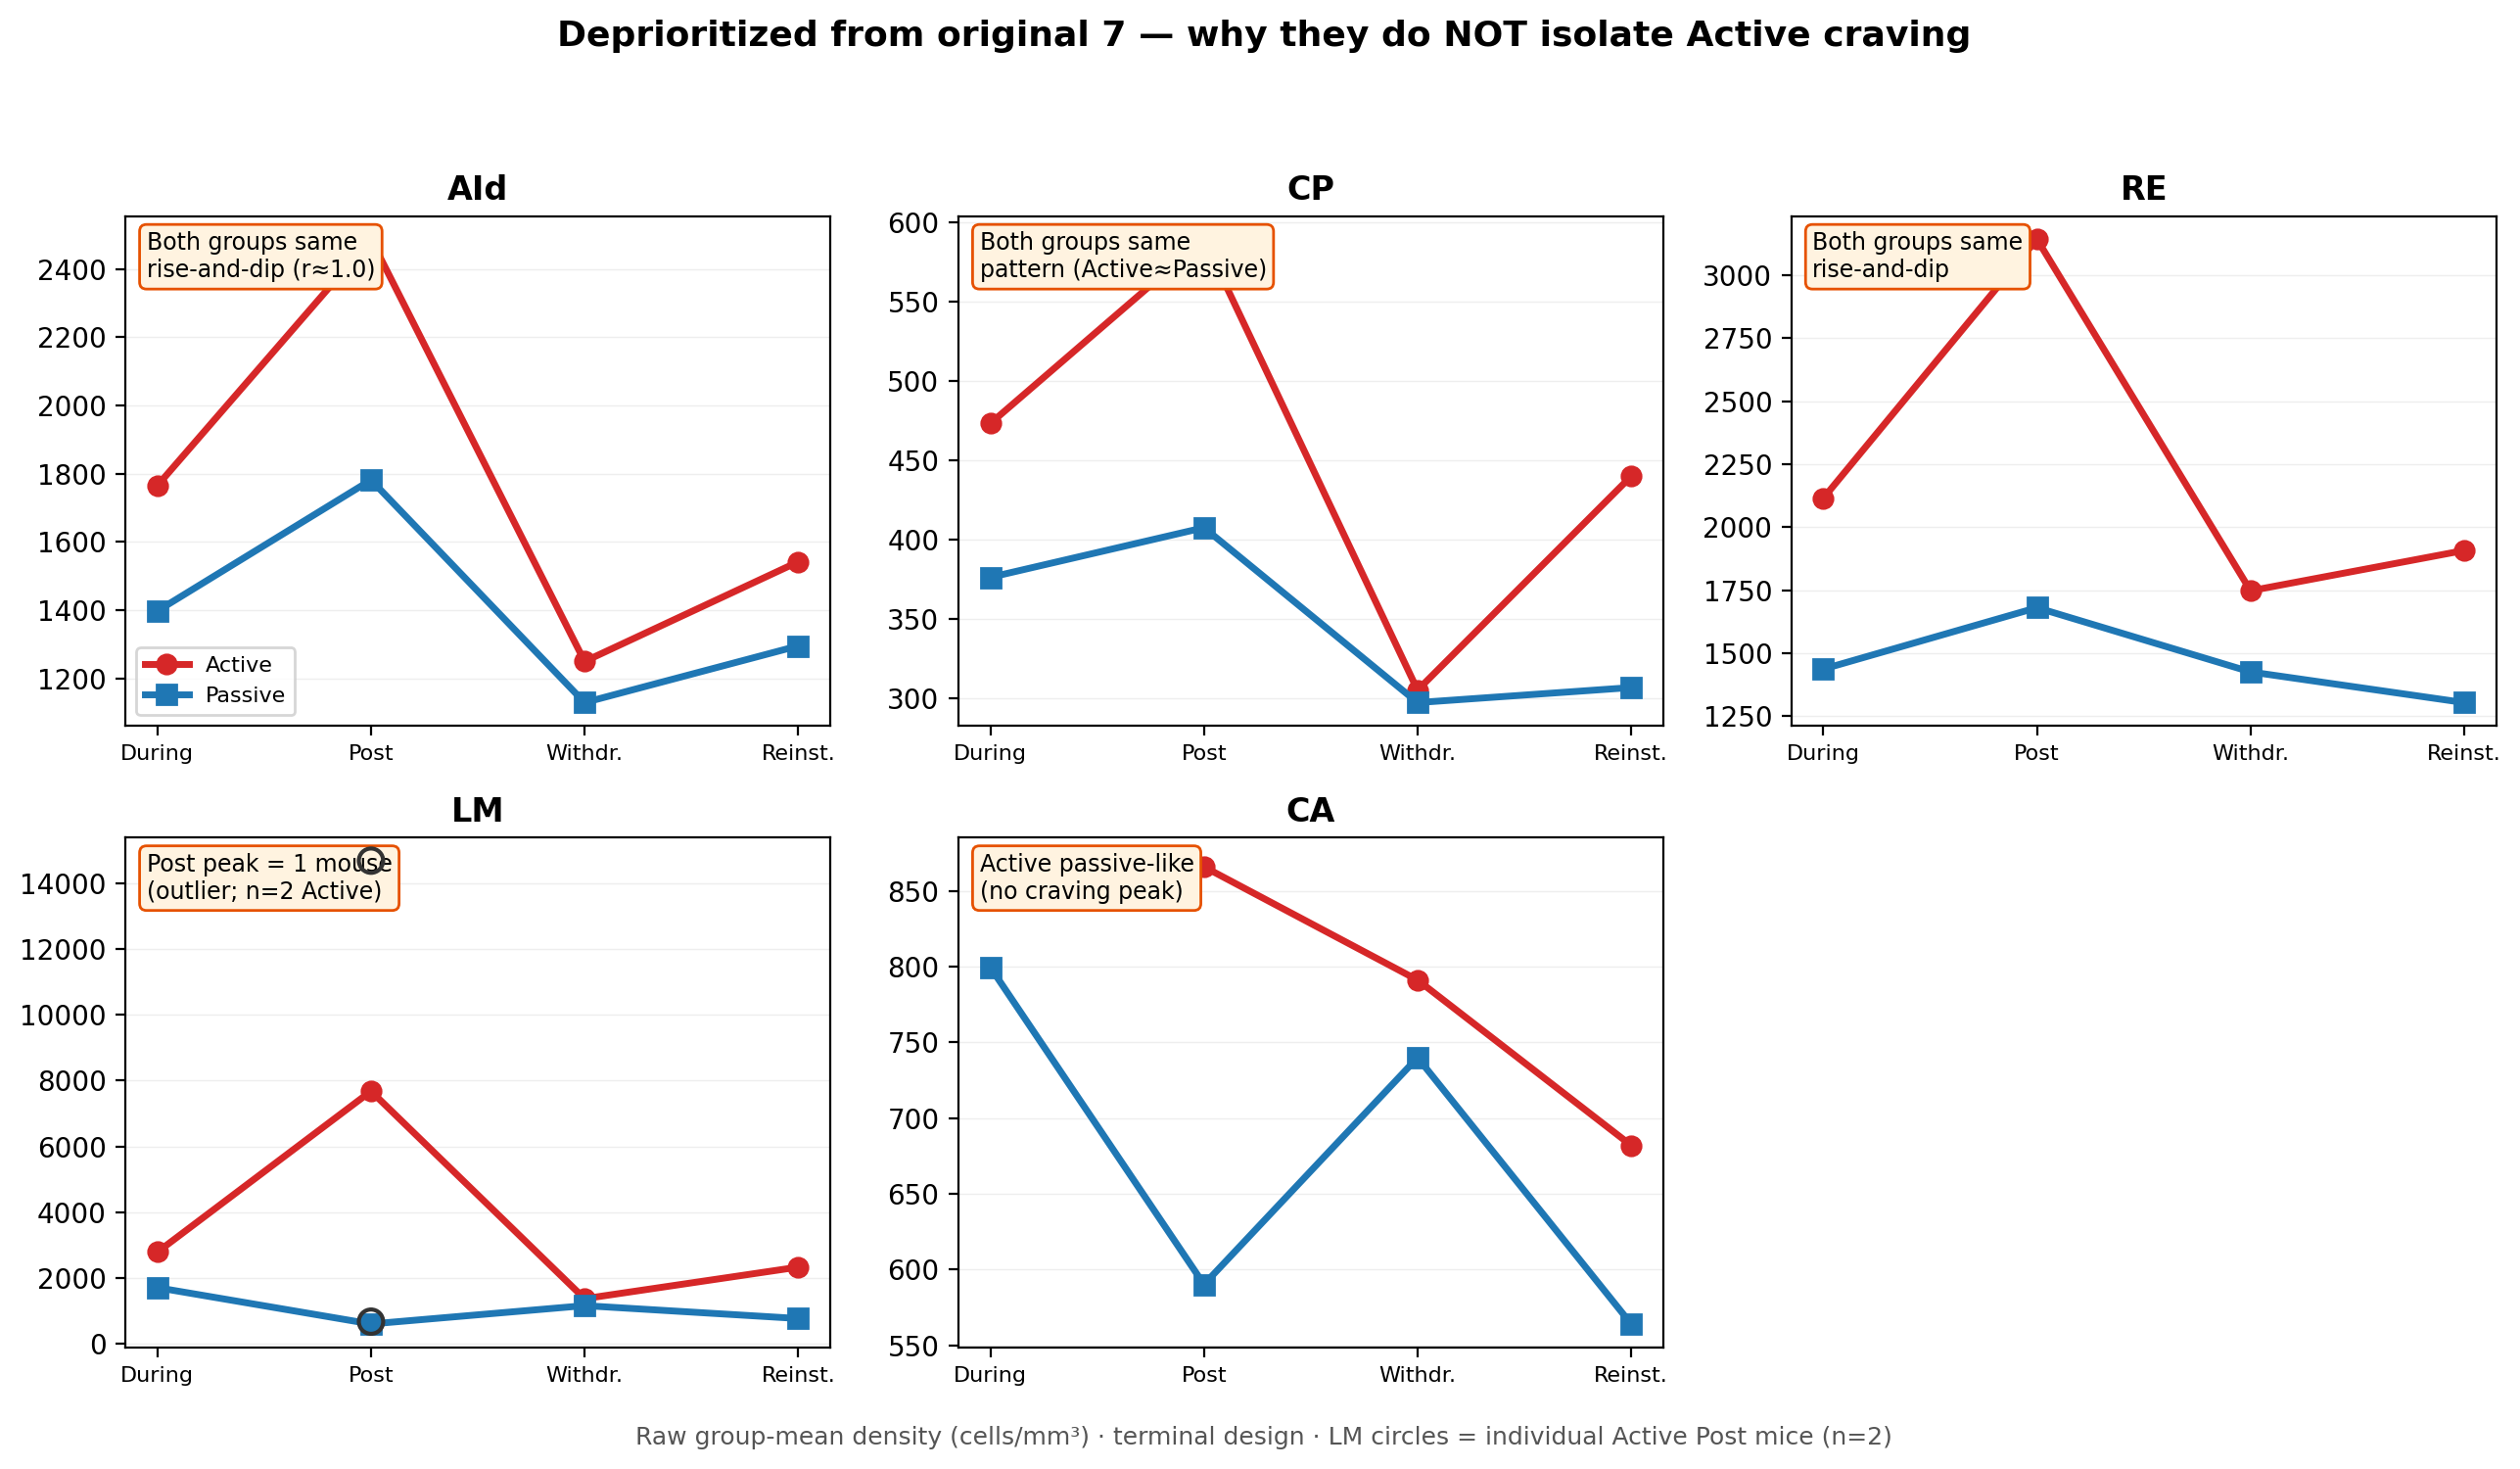 Deprioritized from original 7 — why they do NOT isolate Active craving
AId
Both groups same
rise-and-dip (r≈1.0)
2400
2200
2000
1800
1600
1400
1200
Active
Passive
During Post Withdr. Reinst.
CP
Both groups same
pattern (Active≈Passive)
600
550
500
450
400
350
300
During Post Withdr. Reinst.
RE
Both groups same
rise-and-dip
3000
2750
2500
2250
2000
1750
1500
1250
During Post Withdr. Reinst.
LM
Post peak = 1 mouse
(outlier; n=2 Active)
14000
12000
10000
8000
6000
4000
2000
0
During Post Withdr. Reinst.
CA
Active passive-like
(no craving peak)
850
800
750
700
650
600
550
During Post Withdr. Reinst.
Raw group-mean density (cells/mm³) · terminal design · LM circles = individual Active Post mice (n=2)